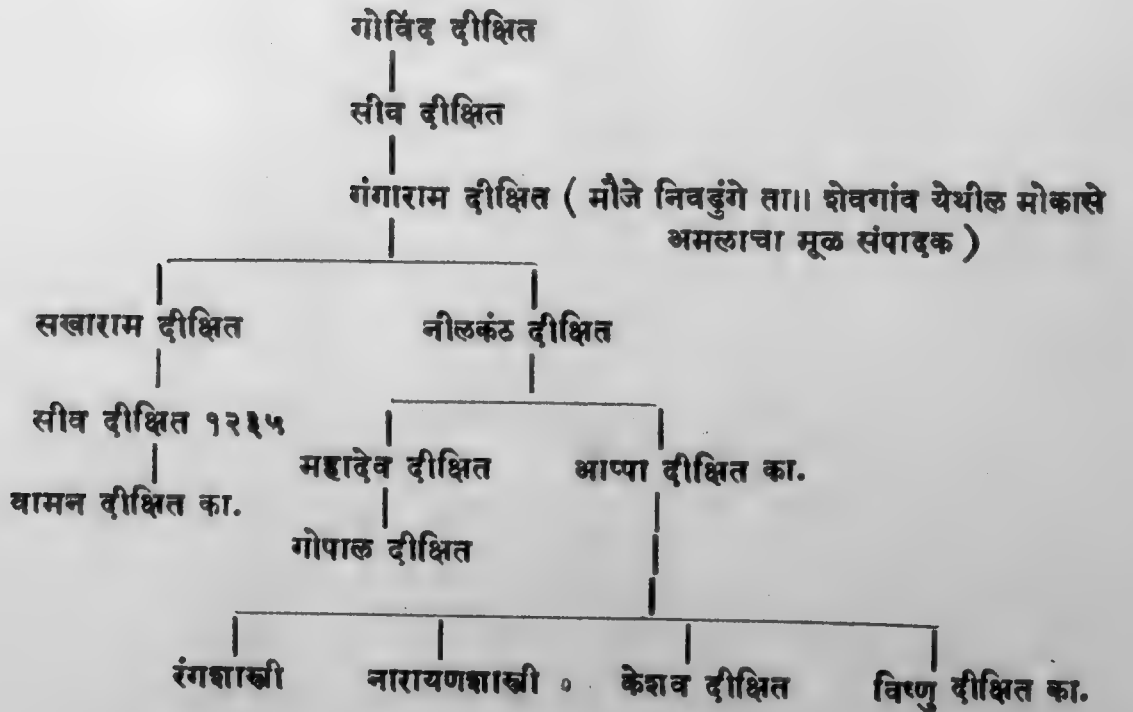 गोविंद दीक्षित
सीव दीक्षित
गंगाराम दीक्षित ( मौजे निवडुंगे ता॥ शेवगांव येथील मोकासे
अमलाचा मूळ संपादक )
सखाराम दीक्षित नीलकंठ दीक्षित
सीव दीक्षित १२३५
महादेव दीक्षित आप्पा दीक्षित का.
वामन दीक्षित का.
गोपाल दीक्षित
रंगशास्त्री नारायणशास्त्री केशव दीक्षित विष्णु दीक्षित का.